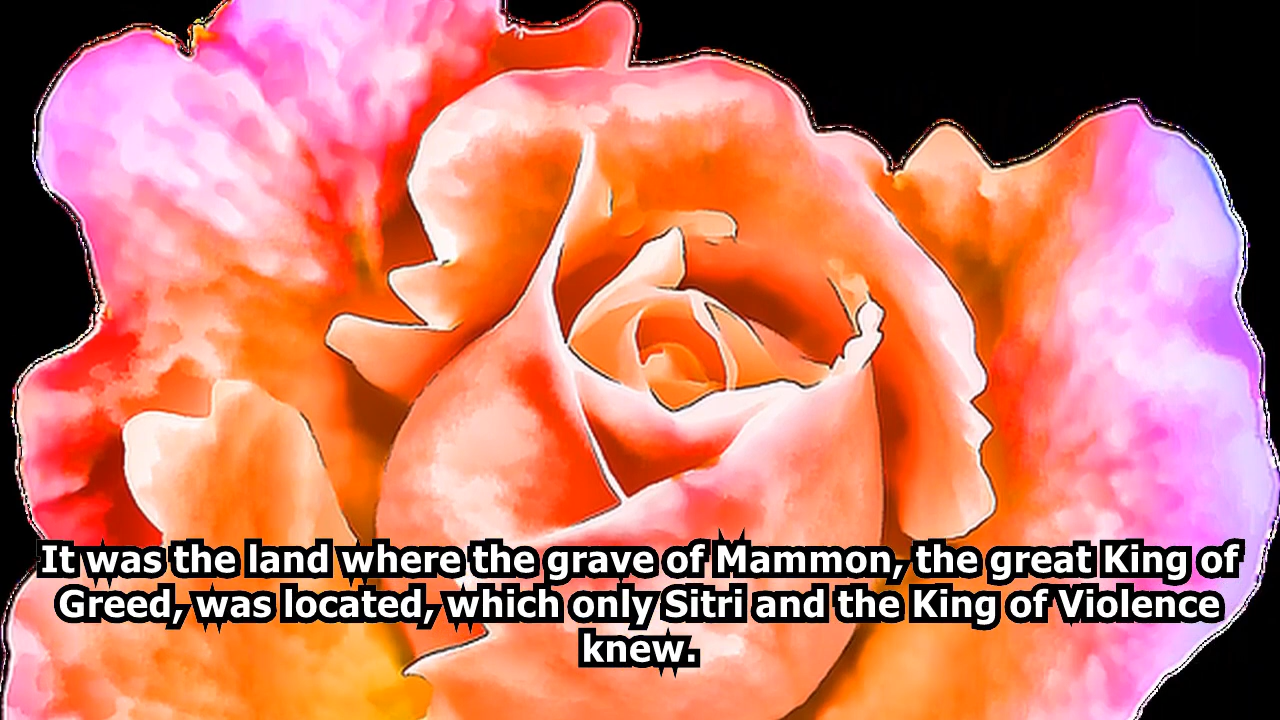 It was the land where the grave of Mammon, the great King of
Greed, was located, which only Sitri and the King of Violence
knew.